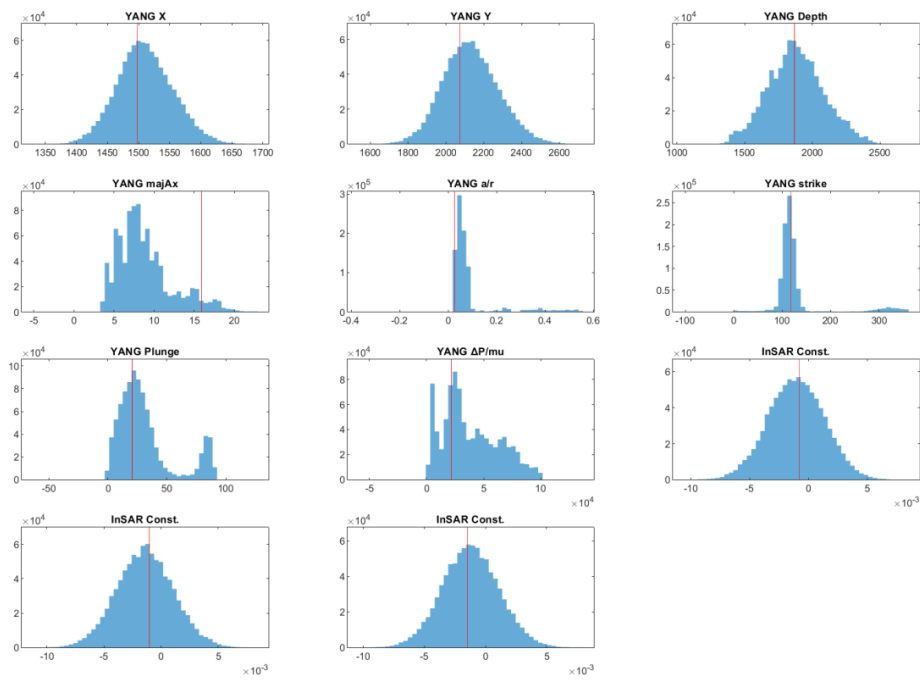 YANG X
×10⁴
6
4
2
0
1350 1400 1450 1500 1550 1600 1650 1700
YANG Y
×10⁴
6
4
2
0
1600 1800 2000 2200 2400 2600
YANG Depth
×10⁴
6
4
2
0
1000 1500 2000 2500
YANG majAx
×10⁴
8
6
4
2
0
-5 0 5 10 15 20
YANG a/r
×10⁵
3
2
1
0
-0.4 -0.2 0 0.2 0.4 0.6
YANG strike
×10⁵
2.5
2
1.5
1
0.5
0
-100 0 100 200 300
YANG Plunge
×10⁴
10
8
6
4
2
0
-50 0 50 100
YANG ΔP/mu
×10⁴
8
6
4
2
0
-5 0 5 10
×10⁴
InSAR Const.
×10⁴
6
4
2
0
-10 -5 0 5
×10⁻³
InSAR Const.
×10⁴
6
4
2
0
-10 -5 0 5
×10⁻³
InSAR Const.
×10⁴
6
4
2
0
-10 -5 0 5
×10⁻³